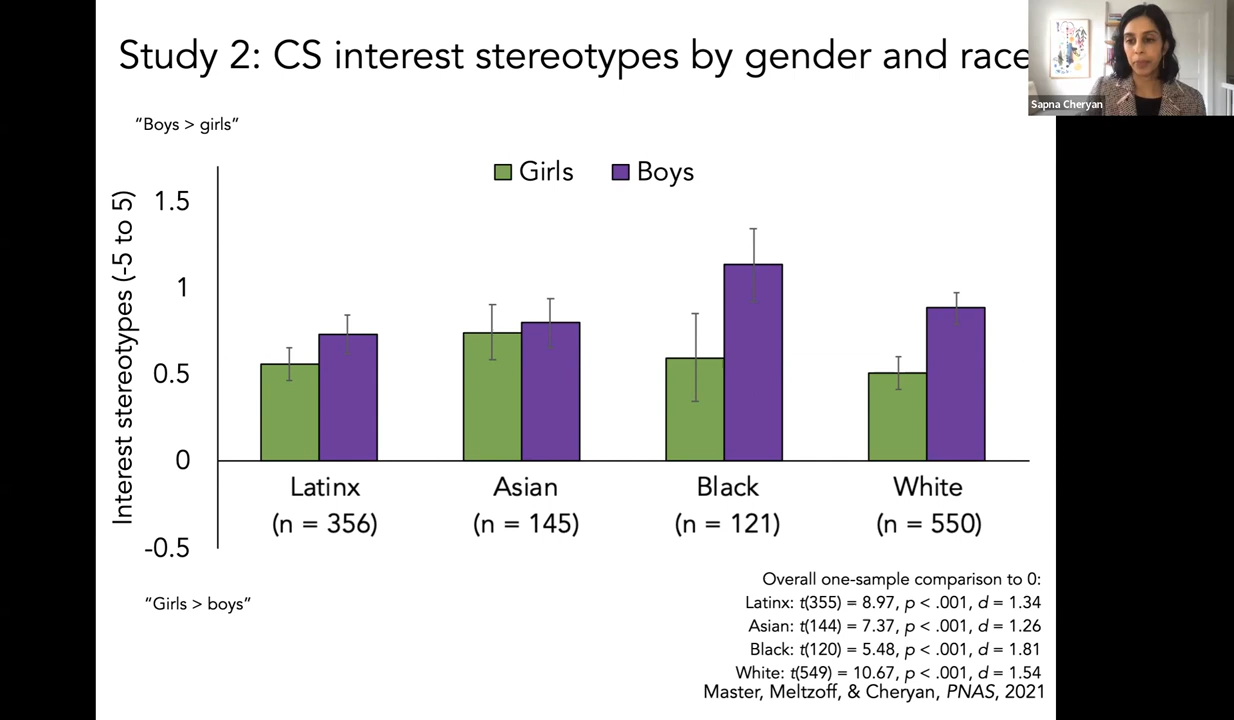 Study 2: CS interest stereotypes by gender and race
Sapna Cheryan
“Boys > girls”
Girls Boys
Interest stereotypes (-5 to 5)
1.5
1
0.5
0
-0.5
Latinx Asian Black White
(n = 356) (n = 145) (n = 121) (n = 550)
“Girls > boys”
Overall one-sample comparison to 0:
Latinx: t(355) = 8.97, p < .001, d = 1.34
Asian: t(144) = 7.37, p < .001, d = 1.26
Black: t(120) = 5.48, p < .001, d = 1.81
White: t(549) = 10.67, p < .001, d = 1.54
Master, Meltzoff, & Cheryan, PNAS, 2021